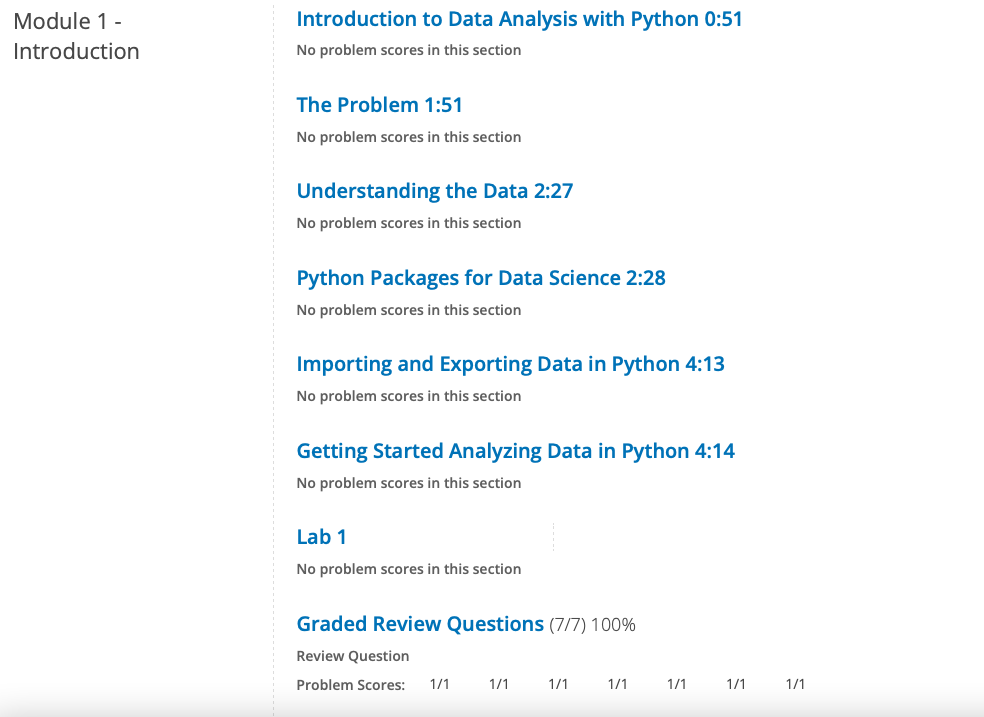 Module 1 -
Introduction
Introduction to Data Analysis with Python 0:51
No problem scores in this section
The Problem 1:51
No problem scores in this section
Understanding the Data 2:27
No problem scores in this section
Python Packages for Data Science 2:28
No problem scores in this section
Importing and Exporting Data in Python 4:13
No problem scores in this section
Getting Started Analyzing Data in Python 4:14
No problem scores in this section
Lab 1
No problem scores in this section
Graded Review Questions (7/7) 100%
Review Question
Problem Scores: 1/1 1/1 1/1 1/1 1/1 1/1 1/1